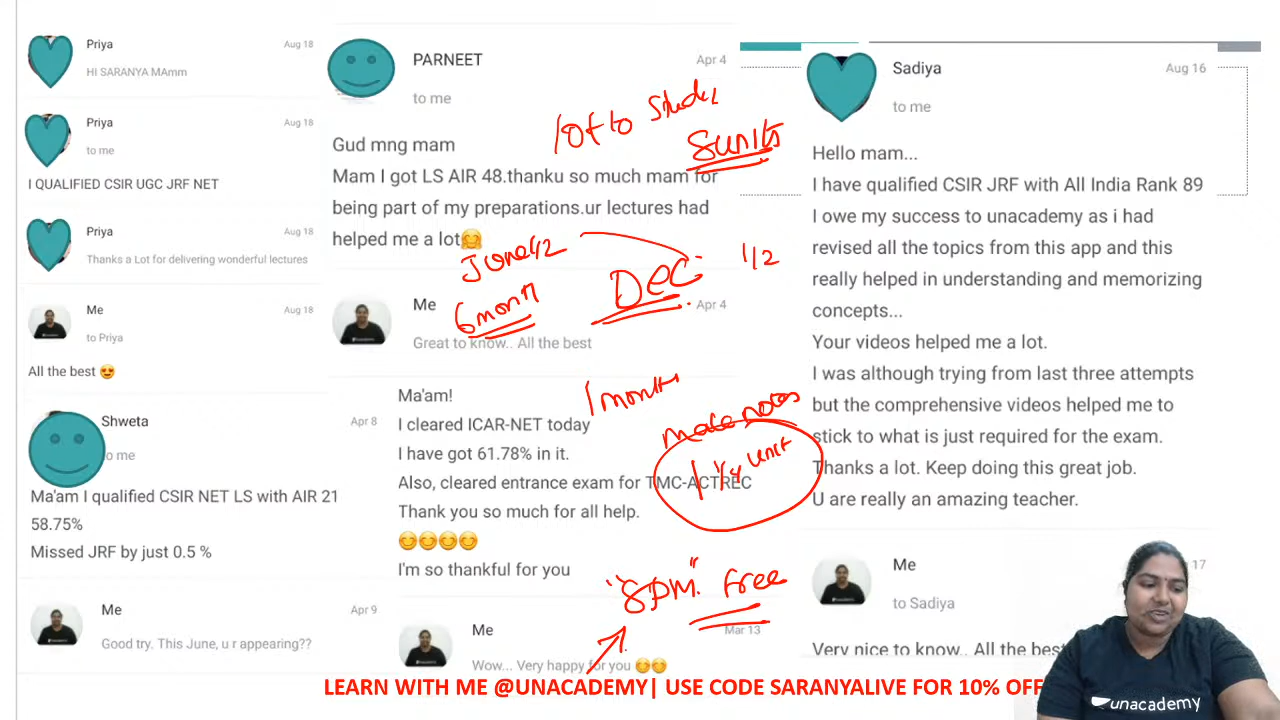 Priya
Aug 18
HI SARANYA MAmm
Priya
Aug 18
to me
I QUALIFIED CSIR UGC JRF NET
Priya
Aug 18
Thanks a Lot for delivering wonderful lectures
Me
Aug 18
to Priya
All the best 😍
Shweta
Apr 8
to me
Ma'am I qualified CSIR NET LS with AIR 21
58.75%
Missed JRF by just 0.5 %
Me
Apr 9
Good try. This June, u r appearing??
PARNEET
Apr 4
to me
Gud mng mam
Mam I got LS AIR 48.thanku so much mam for
being part of my preparations.ur lectures had
helped me a lot🤗
Me
Apr 4
Great to know.. All the best
Ma'am!
I cleared ICAR-NET today
I have got 61.78% in it.
Also, cleared entrance exam for TMC-ACTREC
Thank you so much for all help.
😊😊😊😊
I'm so thankful for you
Me
Mar 13
Wow... Very happy for you 😊😊
Sadiya
Aug 16
to me
Hello mam...
I have qualified CSIR JRF with All India Rank 89
I owe my success to unacademy as i had
revised all the topics from this app and this
really helped in understanding and memorizing
concepts...
Your videos helped me a lot.
I was although trying from last three attempts
but the comprehensive videos helped me to
stick to what is just required for the exam.
Thanks a lot. Keep doing this great job.
U are really an amazing teacher.
Me
17
to Sadiya
Very nice to know.. All the best
lot to study
8 units
DEC
1/2
6 month
1 month
make notes
1 1/4 unit
"8PM" Free
unacademy
LEARN WITH ME @UNACADEMY| USE CODE SARANYALIVE FOR 10% OFF